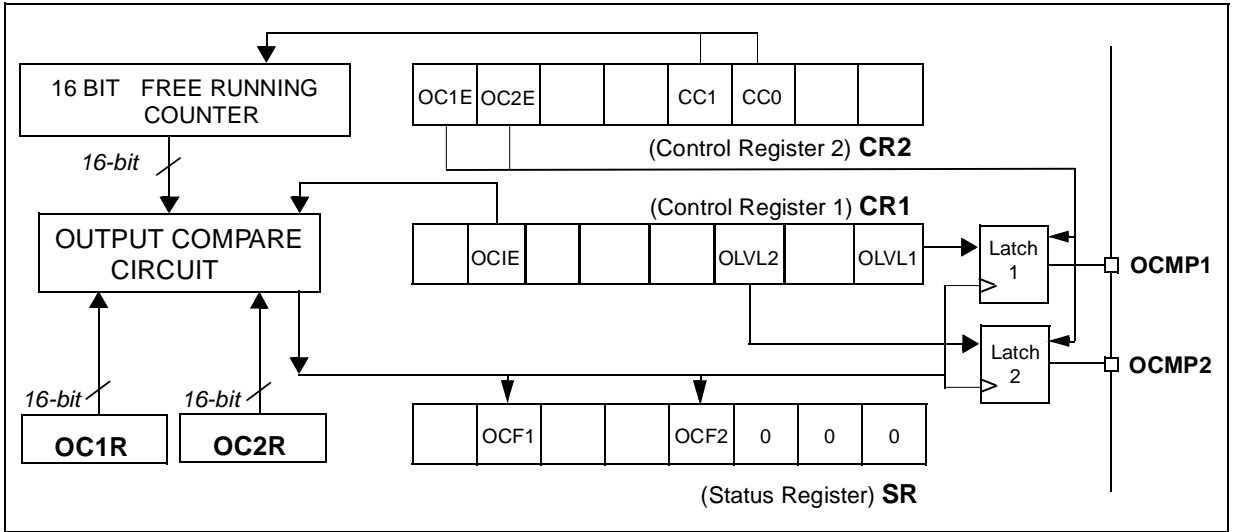 16 BIT FREE RUNNING
COUNTER
OC1E OC2E CC1 CC0
(Control Register 2) CR2
16-bit
(Control Register 1) CR1
OUTPUT COMPARE
CIRCUIT
OCIE OLVL2 OLVL1
Latch
1
OCMP1
Latch
2
OCMP2
16-bit 16-bit
OC1R OC2R
OCF1 OCF2 0 0 0
(Status Register) SR